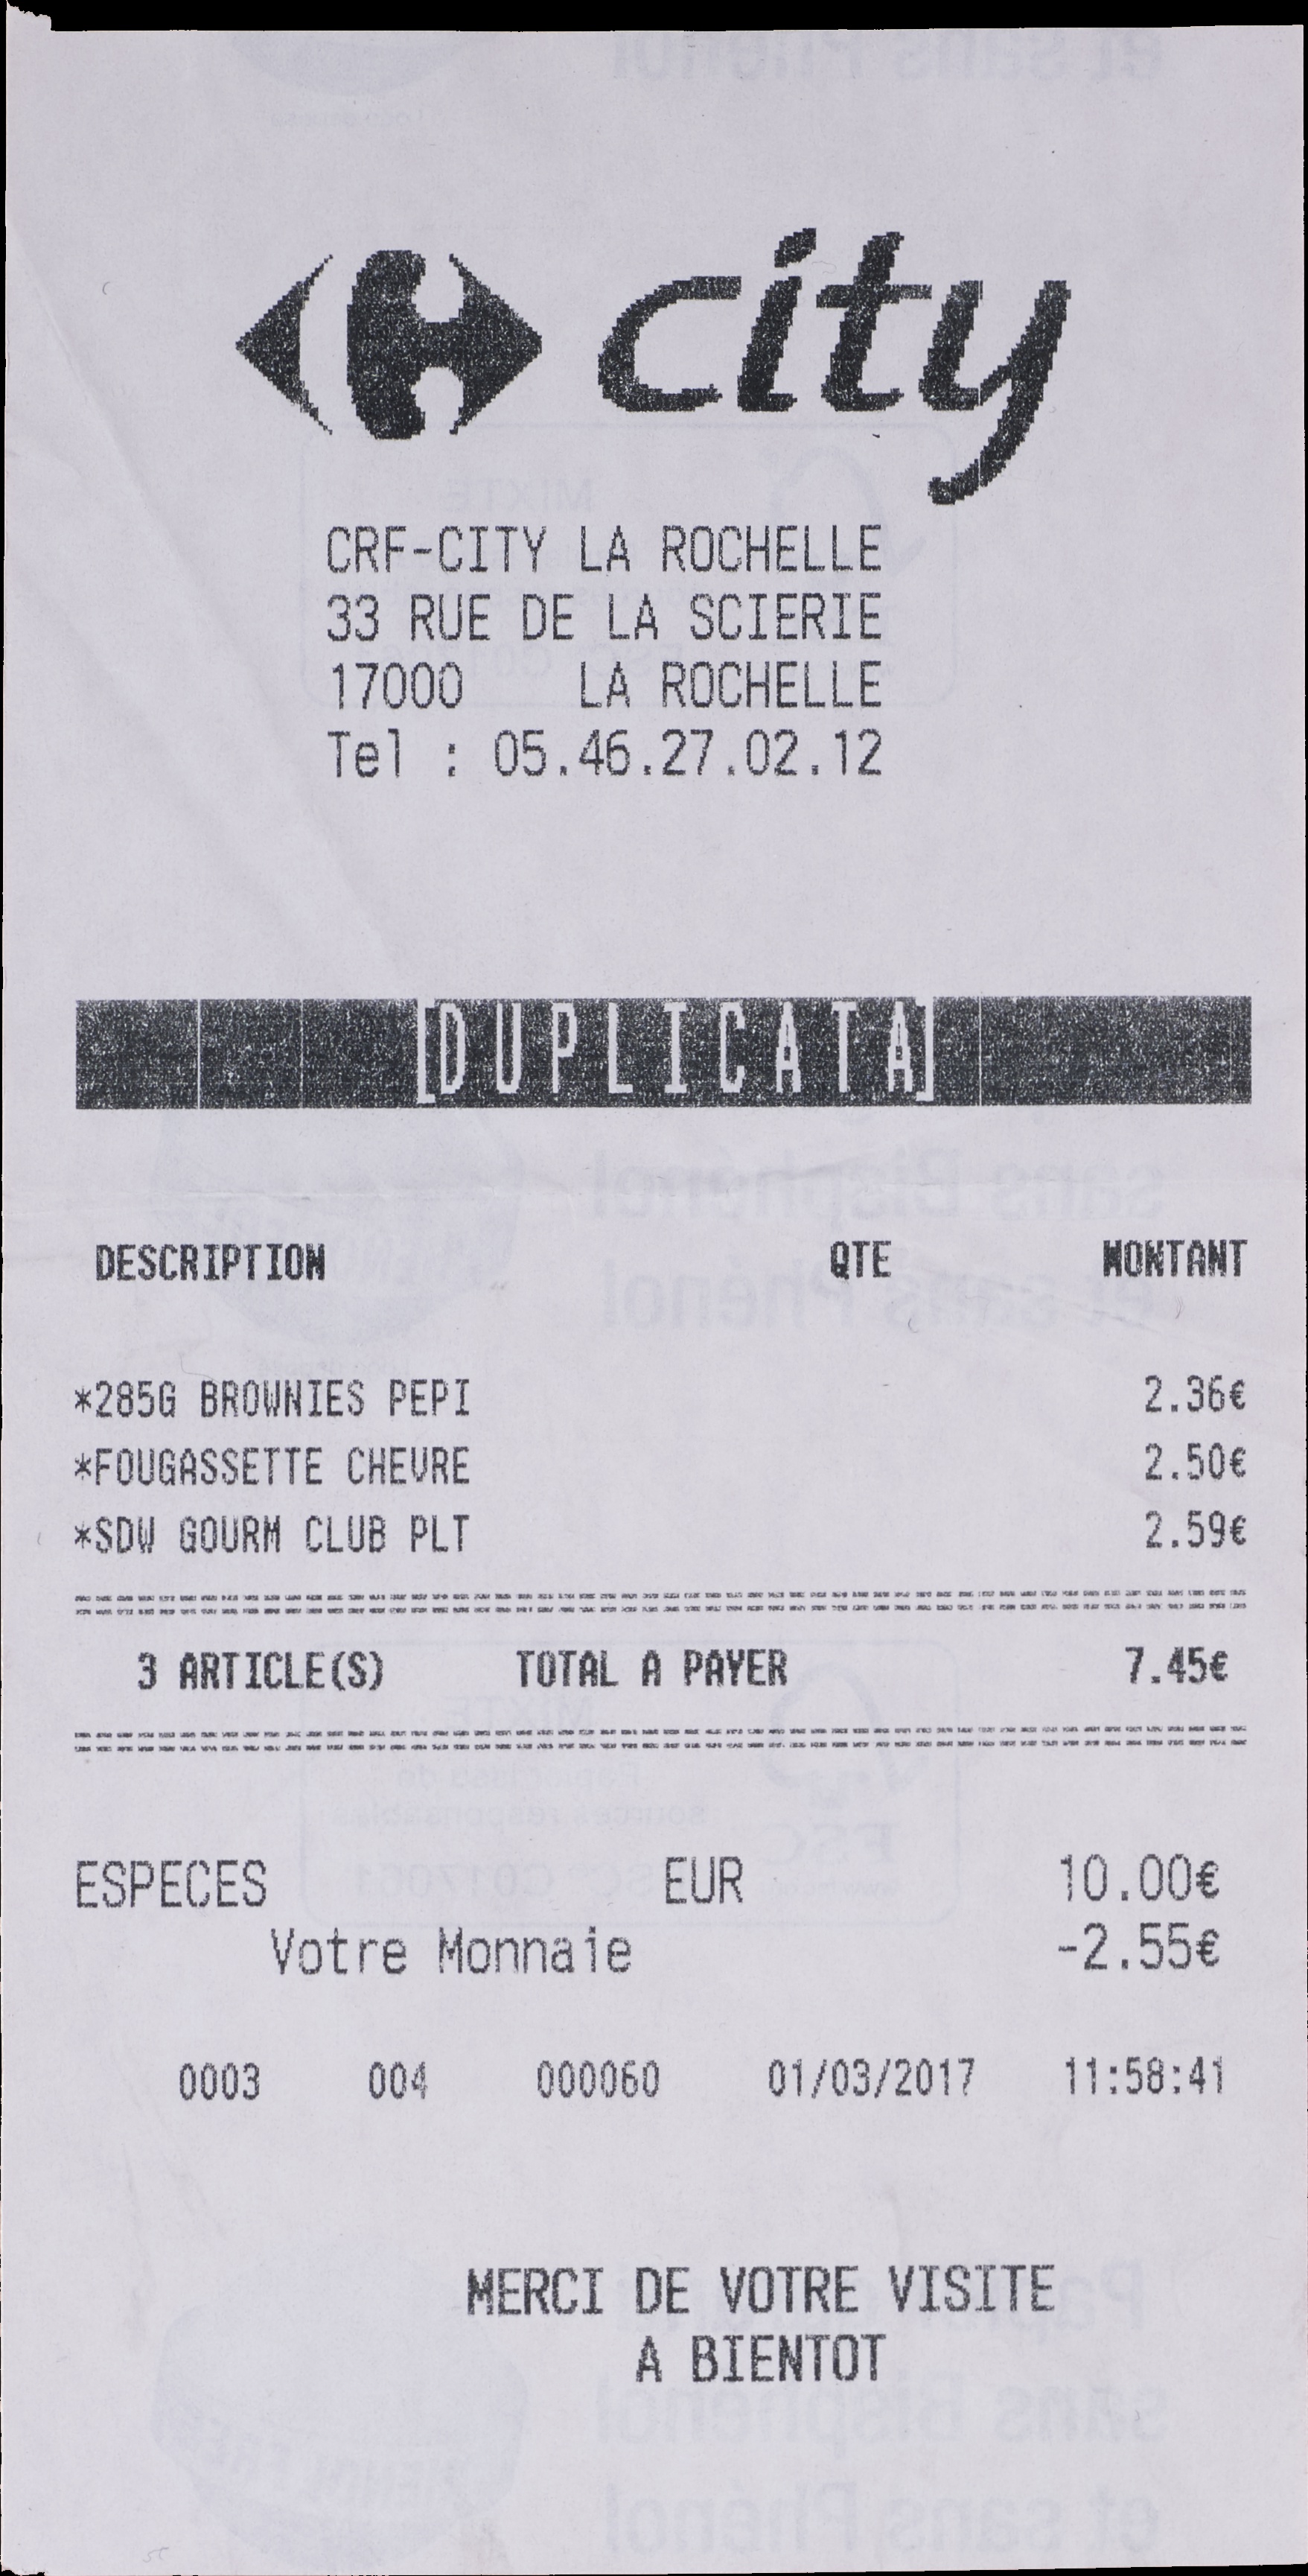 city
CRF-CITY LA ROCHELLE
33 RUE DE LA SCIERIE
17000 LA ROCHELLE
Tel : 05.46.27.02.12
[DUPLICATA]
DESCRIPTION QTE MONTANT
*285G BROWNIES PEPI 2.36€
*FOUGASSETTE CHEVRE 2.50€
*SDW GOURM CLUB PLT 2.59€
3 ARTICLE(S) TOTAL A PAYER 7.45€
ESPECES EUR 10.00€
Votre Monnaie -2.55€
0003 004 000060 01/03/2017 11:58:41
MERCI DE VOTRE VISITE
A BIENTOT